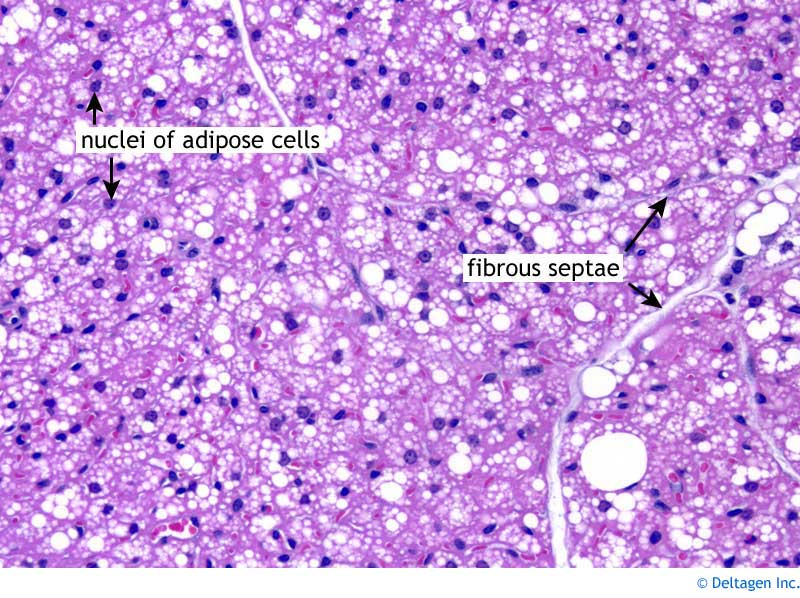 nuclei of adipose cells
fibrous septae
© Deltagen Inc.